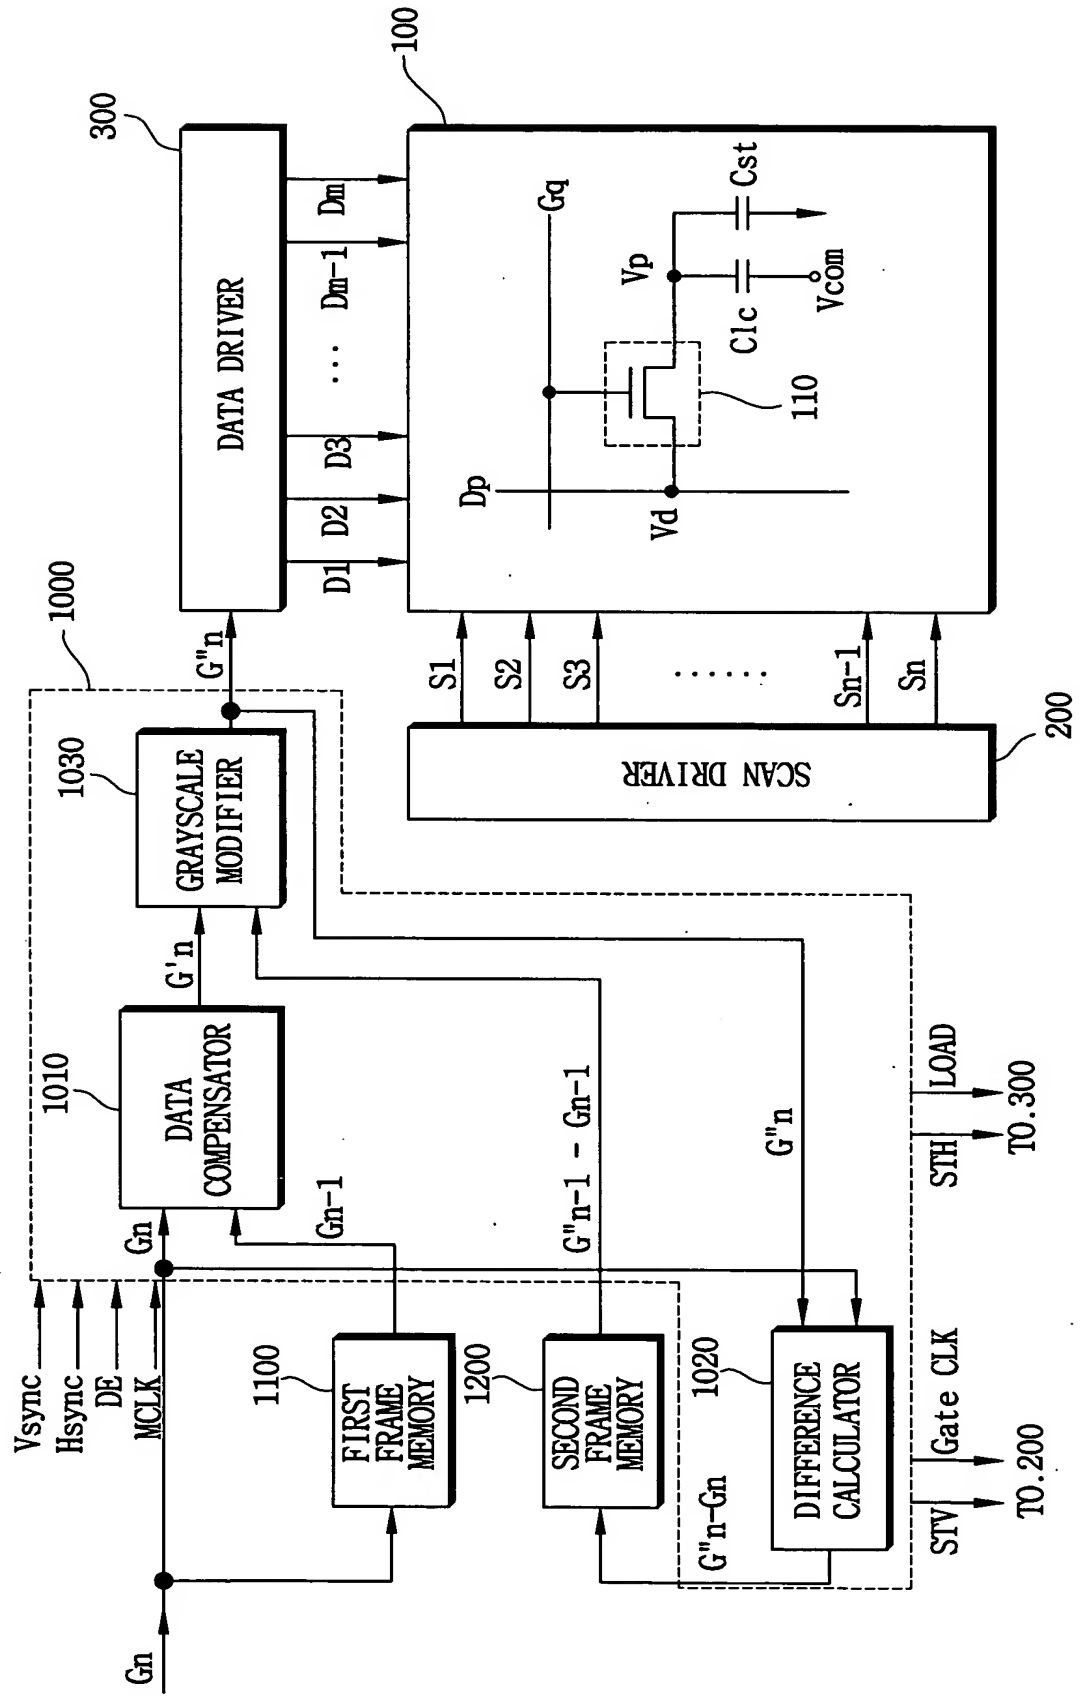 Gn
Vsync
Hsync
DE
MCLK
Gn
1010
DATA
COMPENSATOR
G'n
1030
GRAYSCALE
MODIFIER
1000
G"n
300
DATA DRIVER
1100
FIRST
FRAME
MEMORY
Gn-1
1200
SECOND
FRAME
MEMORY
G"n-1 - Gn-1
G"n-Gn
1020
DIFFERENCE
CALCULATOR
G"n
D1
D2
D3
...
Dm-1
Dm
100
S1
S2
S3
......
Sn-1
Sn
SCAN DRIVER
200
Dp
Gq
Vd
110
Vp
Clc
Cst
Vcom
STV
Gate CLK
TO.200
STH
LOAD
TO.300